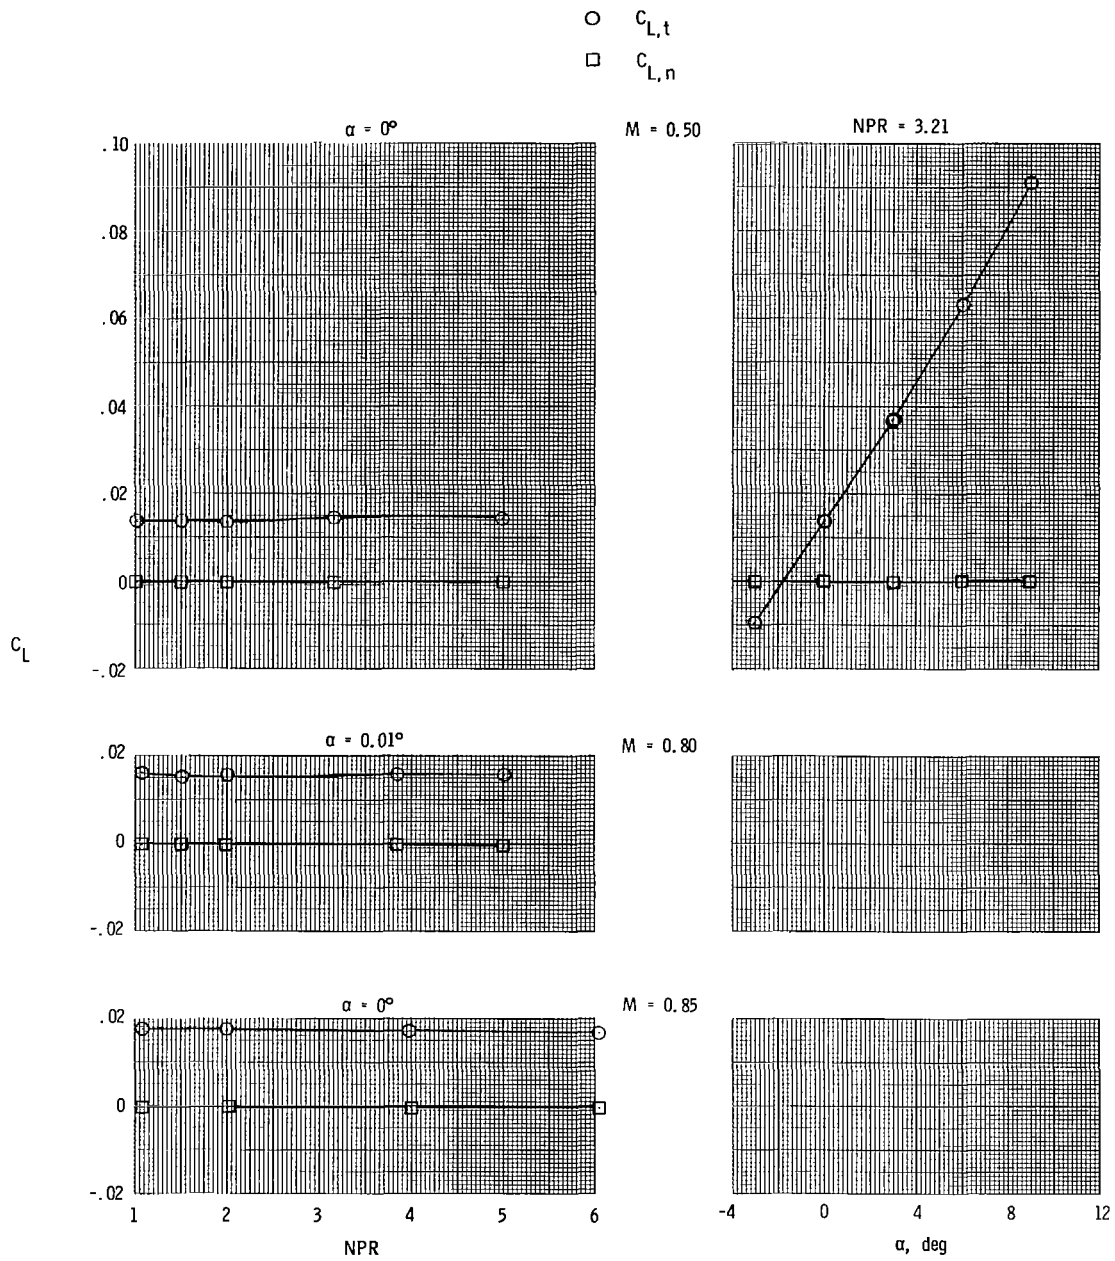 C_L,t
C_L,n
α = 0°
M = 0.50
NPR = 3.21
.10
.08
.06
.04
.02
0
-.02
C_L
α = 0.01°
M = 0.80
.02
0
-.02
α = 0°
M = 0.85
.02
0
-.02
1 2 3 4 5 6
NPR
-4 0 4 8 12
α, deg